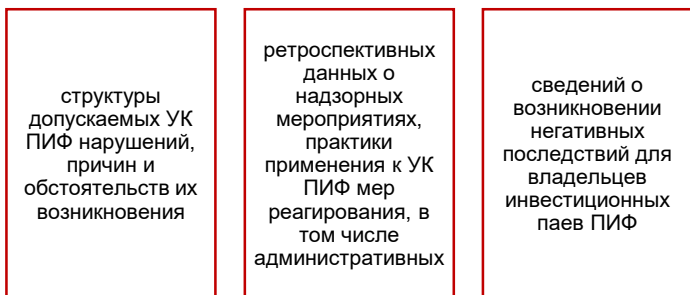 структуры
допускаемых УК
ПИФ нарушений,
причин и
обстоятельств их
возникновения
ретроспективных
данных о
надзорных
мероприятиях,
практики
применения к УК
ПИФ мер
реагирования, в
том числе
административных
сведений о
возникновении
негативных
последствий для
владельцев
инвестиционных
паев ПИФ